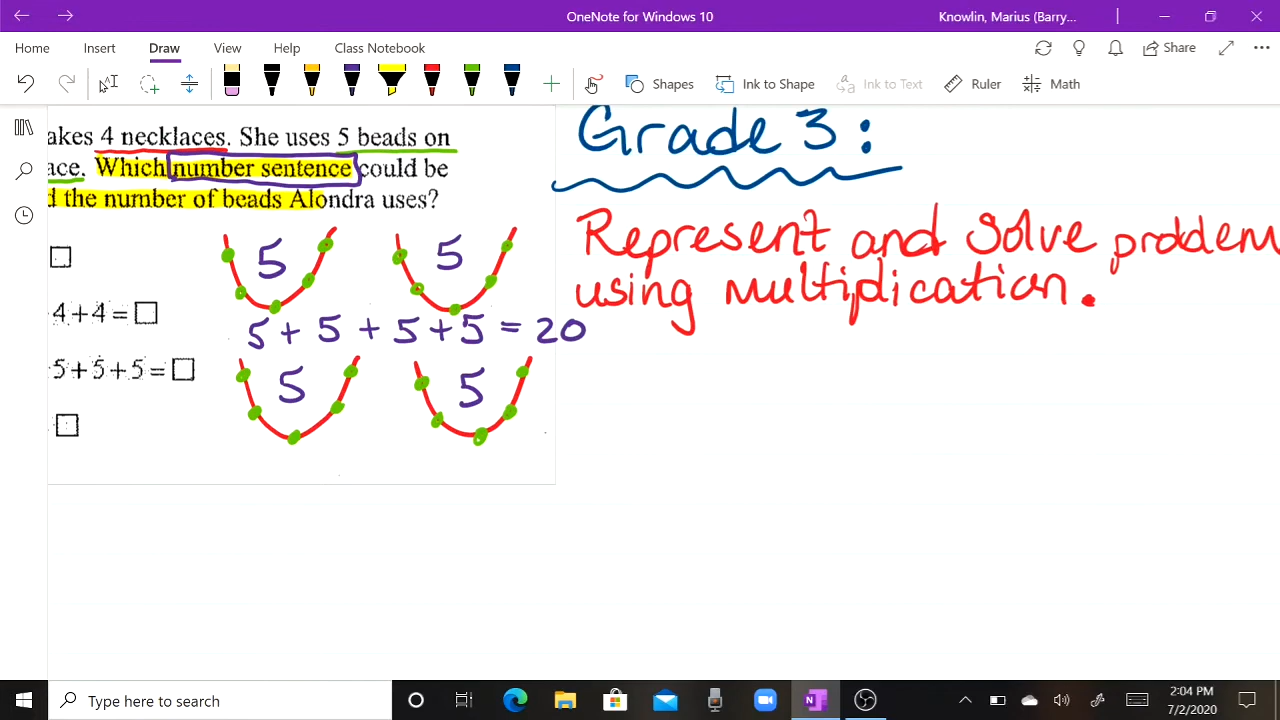 OneNote for Windows 10
Knowlin, Marius (Barry...
Home Insert Draw View Help Class Notebook
Share
Shapes Ink to Shape Ink to Text Ruler Math
akes 4 necklaces. She uses 5 beads on
ace. Which number sentence could be
d the number of beads Alondra uses?
5 5
4 + 4 = □
5 + 5 + 5 + 5 = 20
5 + 5 + 5 = □
5 5
Grade 3:
Represent and Solve problem
using multiplication.
Type here to search
2:04 PM
7/2/2020